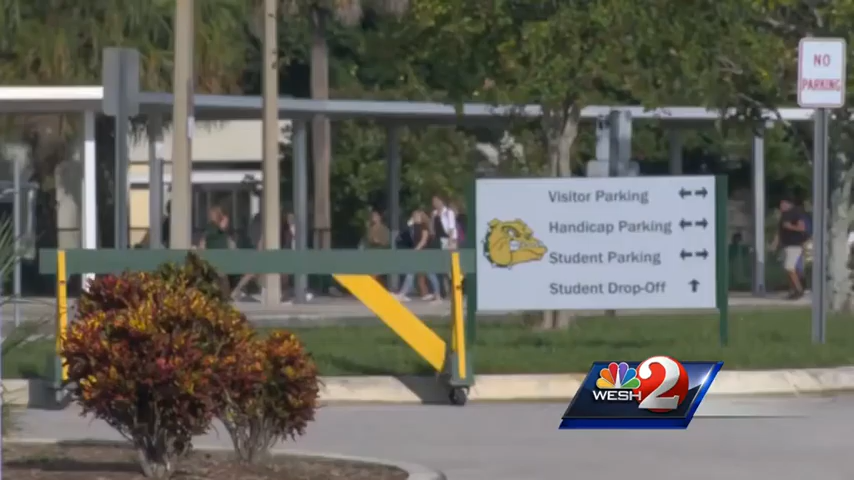 NO
PARKING
Visitor Parking
Handicap Parking
Student Parking
Student Drop-Off
WESH 2